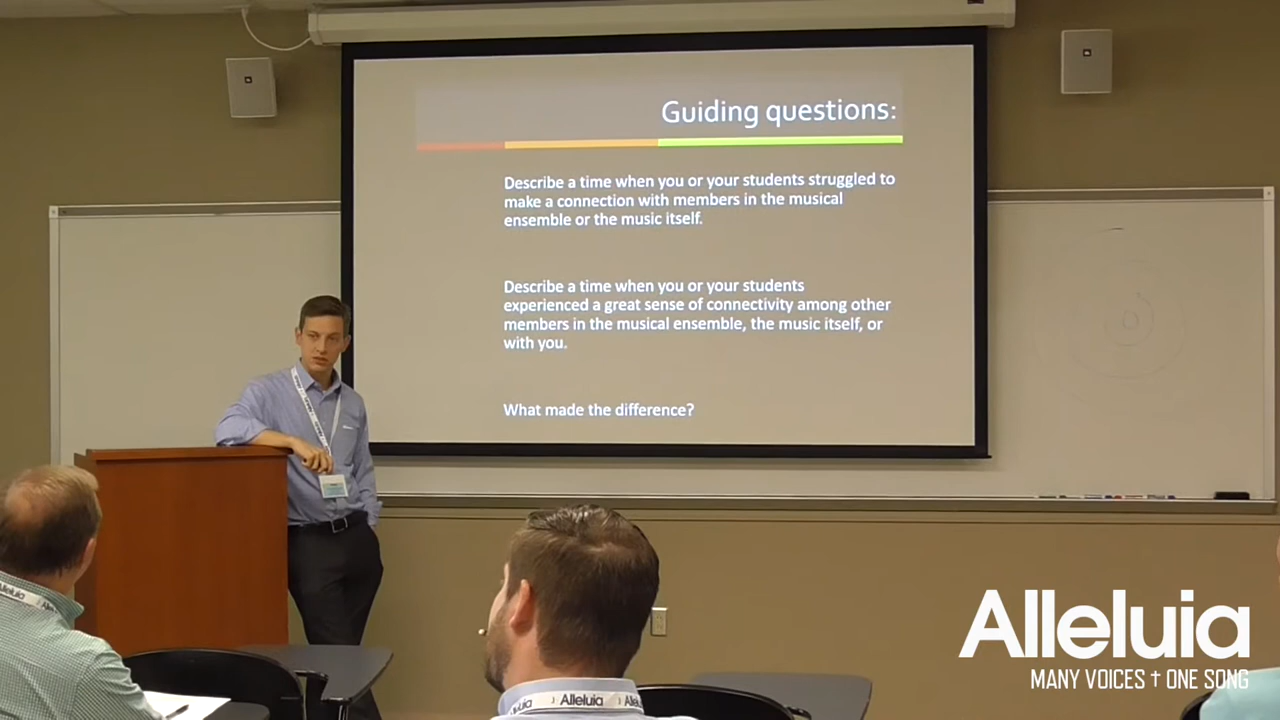 Guiding questions:
Describe a time when you or your students struggled to
make a connection with members in the musical
ensemble or the music itself.
Describe a time when you or your students
experienced a great sense of connectivity among other
members in the musical ensemble, the music itself, or
with you.
What made the difference?
Alleluia
MANY VOICES † ONE SONG
Alleluia